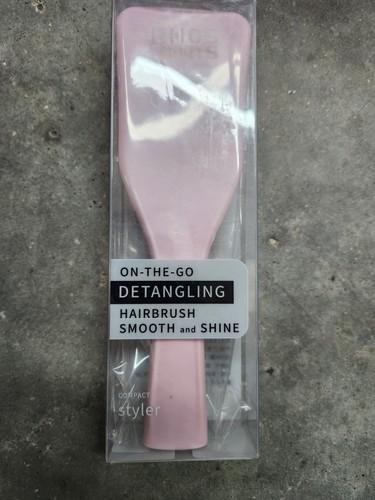 ON-THE-GO
DETANGLING
HAIRBRUSH
SMOOTH and SHINE
COMPACT
styler